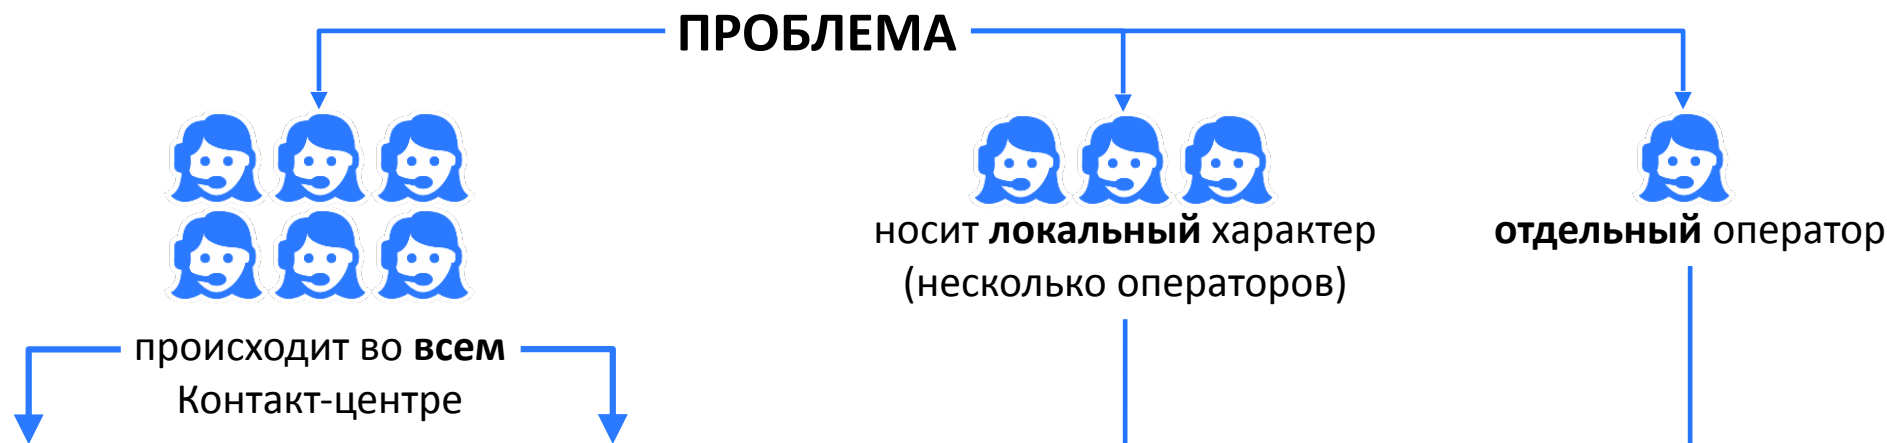 ПРОБЛЕМА
носит локальный характер
(несколько операторов)
отдельный оператор
происходит во всем
Контакт-центре